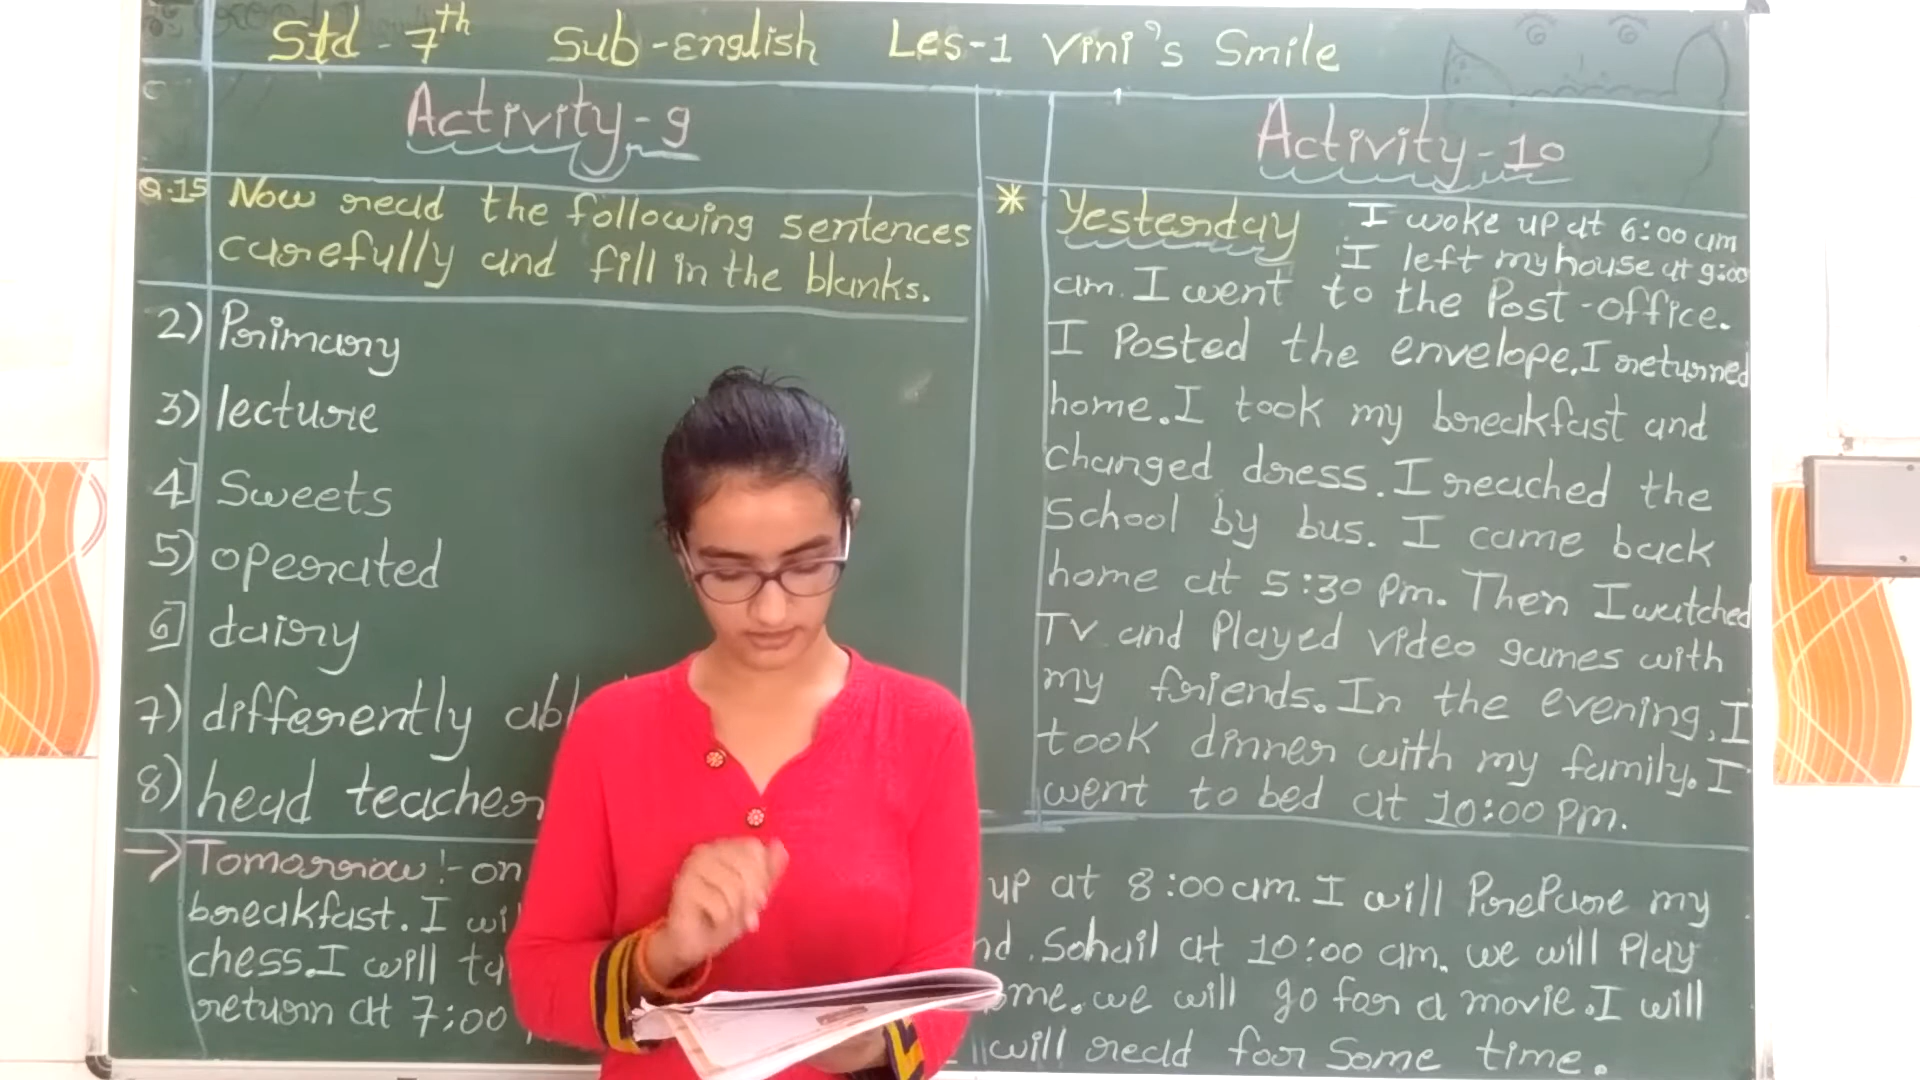 Std - 7th Sub - English Les-1 Vini's Smile
Activity-9
Q.15 Now read the following sentences
carefully and fill in the blanks.
2) Primary
3) lecture
4] Sweets
5) operated
6] dairy
7) differently
8) head teacher
Activity-10
* Yesterday I woke up at 6:00 am
I left my house at 9:00
am. I went to the Post-office.
I Posted the envelope. I returned
home. I took my breakfast and
changed dress. I reached the
School by bus. I came back
home at 5:30 Pm. Then I watched
TV and Played video games with
my friends. In the evening, I
took dinner with my family. I
went to bed at 10:00 Pm.
→ Tomorrow :- on up at 8:00 am. I will PrePare my
breakfast. I Sohail at 10:00 am. we will Play
chess. I will we will go for a movie. I will
return at 7:00 will read for Some time.